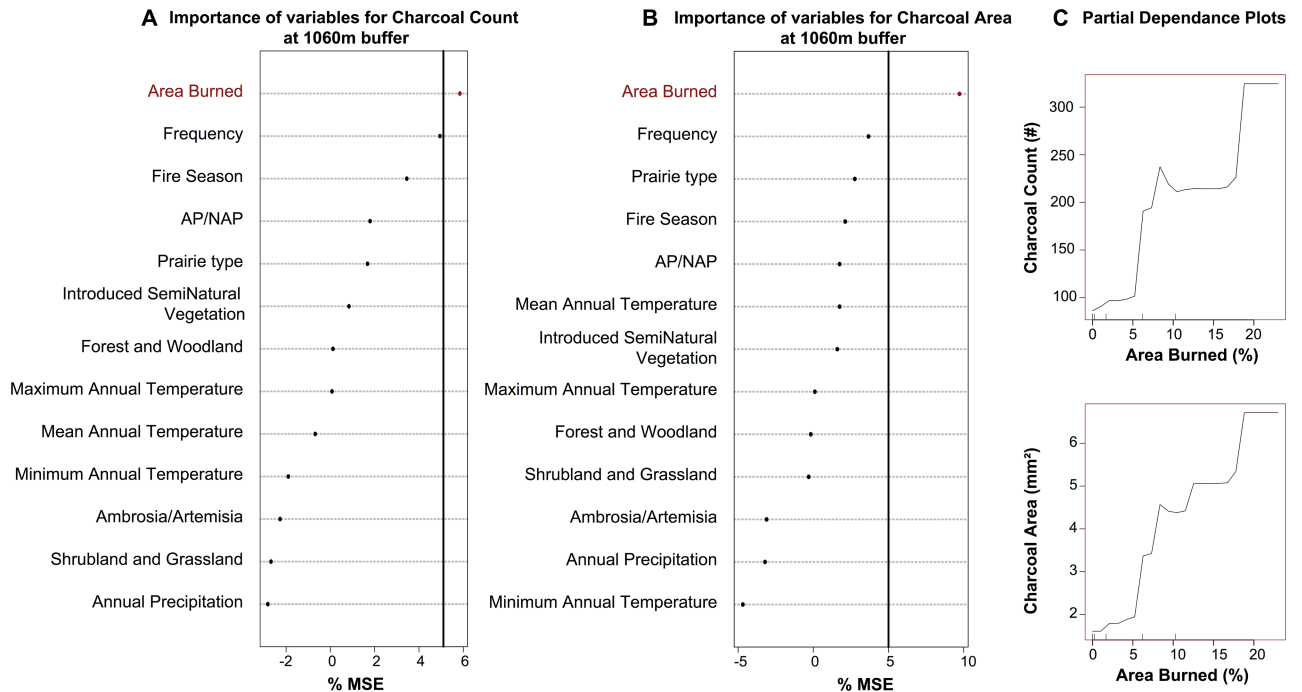 A Importance of variables for Charcoal Count
at 1060m buffer
Area Burned
Frequency
Fire Season
AP/NAP
Prairie type
Introduced SemiNatural
Vegetation
Forest and Woodland
Maximum Annual Temperature
Mean Annual Temperature
Minimum Annual Temperature
Ambrosia/Artemisia
Shrubland and Grassland
Annual Precipitation
-2 0 2 4 6
% MSE
B Importance of variables for Charcoal Area
at 1060m buffer
Area Burned
Frequency
Prairie type
Fire Season
AP/NAP
Mean Annual Temperature
Introduced SemiNatural
Vegetation
Maximum Annual Temperature
Forest and Woodland
Shrubland and Grassland
Ambrosia/Artemisia
Annual Precipitation
Minimum Annual Temperature
-5 0 5 10
% MSE
C Partial Dependance Plots
Charcoal Count (#)
300
250
200
150
100
0 5 10 15 20
Area Burned (%)
Charcoal Area (mm²)
6
5
4
3
2
0 5 10 15 20
Area Burned (%)